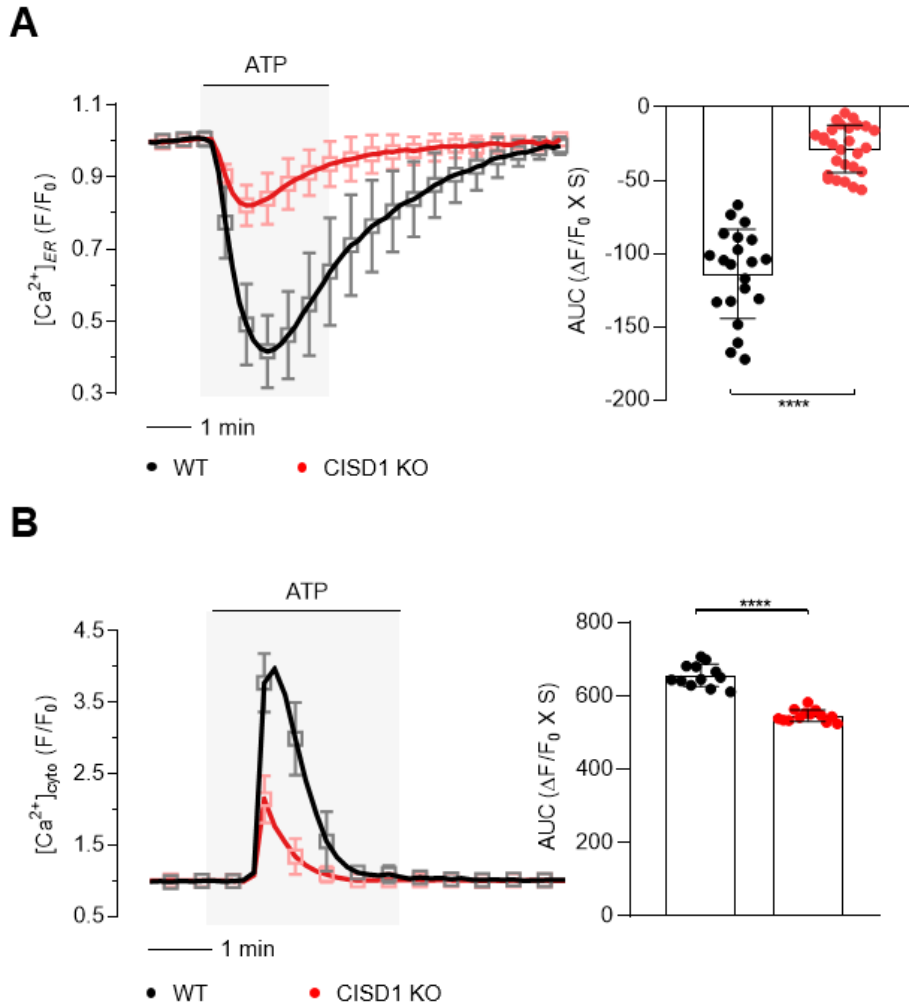 A
ATP
[Ca²⁺]ER (F/F₀)
1.1
0.9
0.7
0.5
0.3
1 min
WT
CISD1 KO
AUC (ΔF/F₀ X S)
0
-50
-100
-150
-200
****
B
ATP
[Ca²⁺]cyto (F/F₀)
4.5
3.5
2.5
1.5
0.5
1 min
WT
CISD1 KO
AUC (ΔF/F₀ X S)
800
600
400
200
0
****